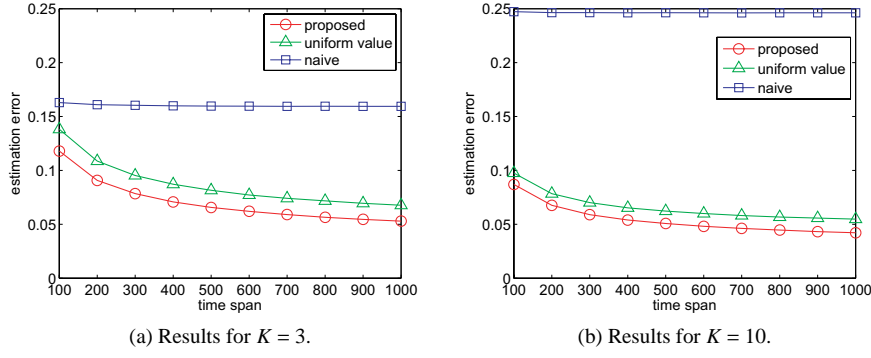 0.25
0.2
0.15
0.1
0.05
0
estimation error
100 200 300 400 500 600 700 800 900 1000
time span
proposed
uniform value
naive
(a) Results for K = 3.
0.25
0.2
0.15
0.1
0.05
0
estimation error
100 200 300 400 500 600 700 800 900 1000
time span
proposed
uniform value
naive
(b) Results for K = 10.